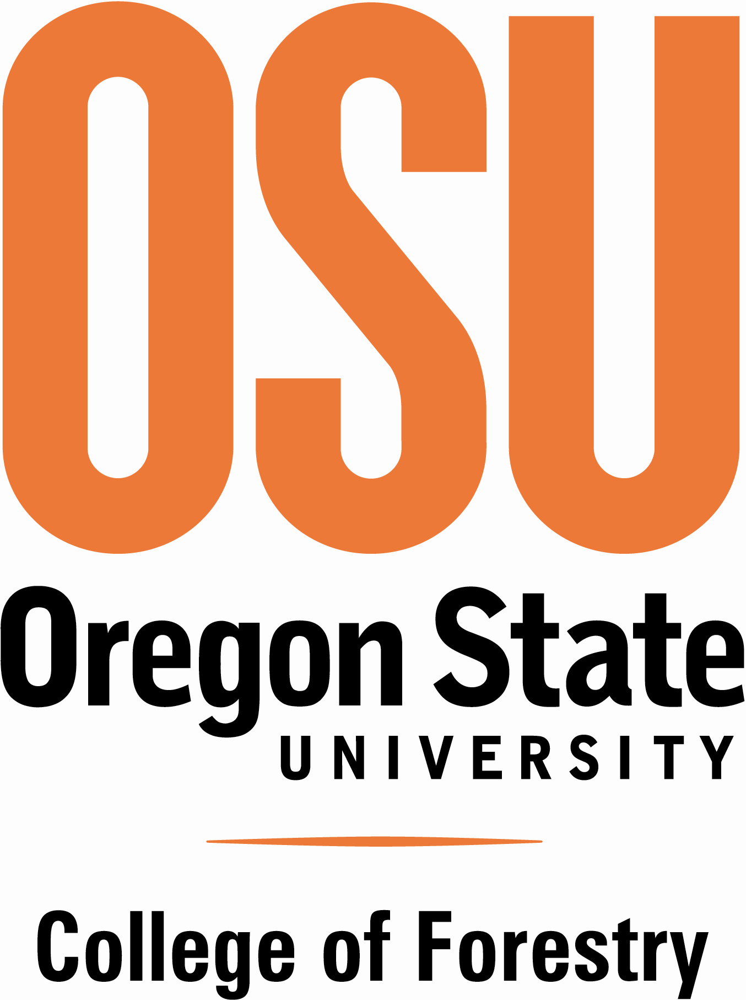 OSU
Oregon State
UNIVERSITY
College of Forestry